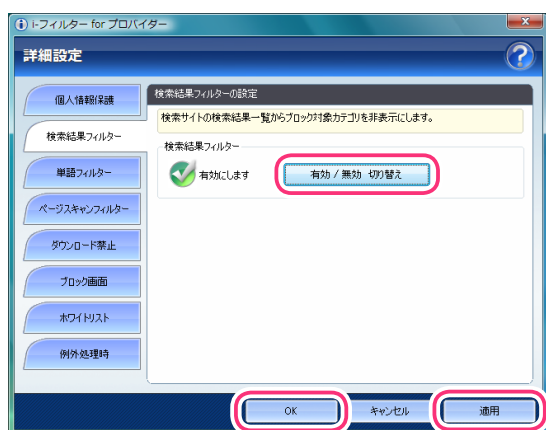 i-フィルター for プロバイダー
詳細設定
個人情報保護
検索結果フィルター
単語フィルター
ページスキャンフィルター
ダウンロード禁止
ブロック画面
ホワイトリスト
例外処理時
検索結果フィルターの設定
検索サイトの検索結果一覧からブロック対象カテゴリを非表示にします。
検索結果フィルター
有効にします
有効 / 無効 切り替え
OK
キャンセル
適用